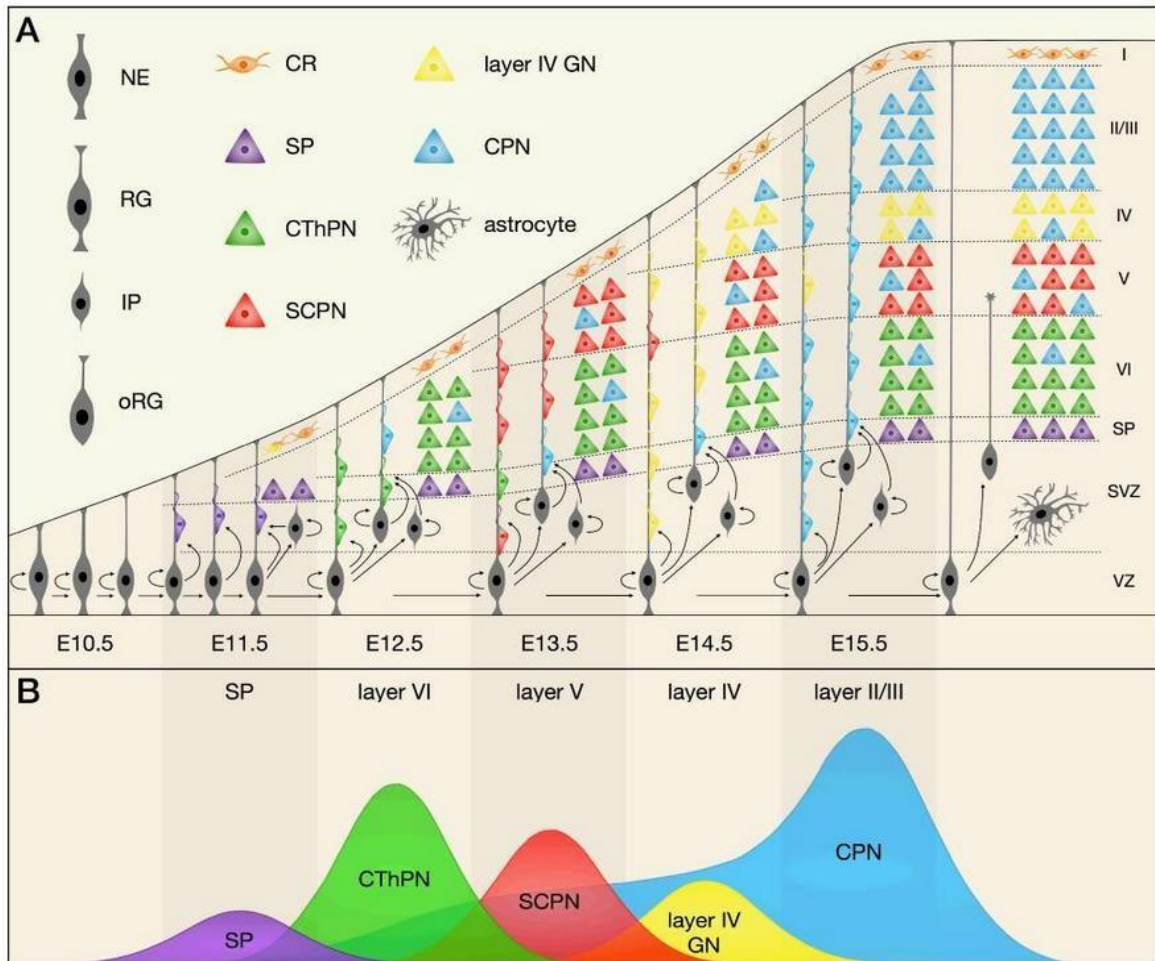 A
NE
RG
IP
oRG
CR
SP
CThPN
SCPN
layer IV GN
CPN
astrocyte
I
II/III
IV
V
VI
SP
SVZ
VZ
E10.5 E11.5 E12.5 E13.5 E14.5 E15.5
B
SP layer VI layer V layer IV layer II/III
SP
CThPN
SCPN
layer IV
GN
CPN